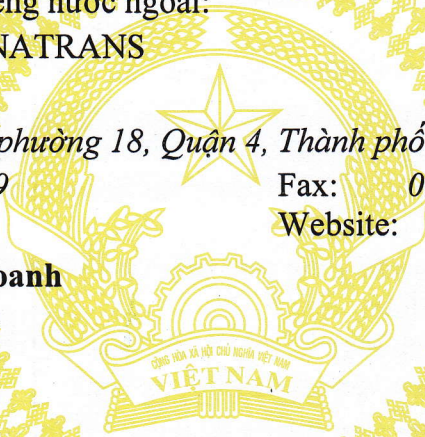 ếng nước ngoài:
NATRANS
phường 18, Quận 4, Thành phố
9 Fax: 0
Website:
oanh
CỘNG HÒA XÃ HỘI CHỦ NGHĨA VIỆT NAM
VIỆT NAM